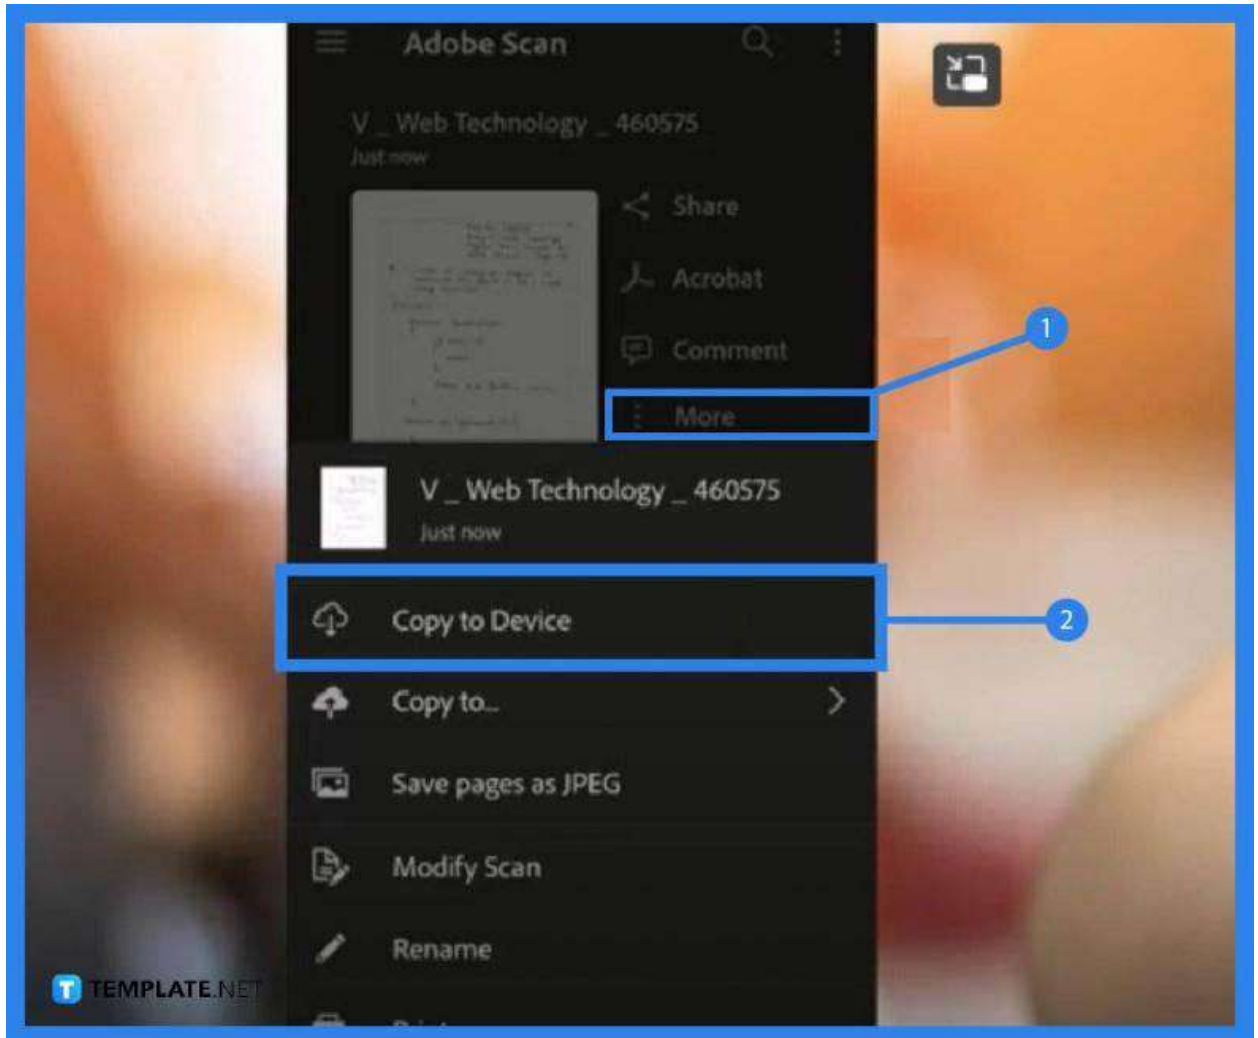 Adobe Scan
V _ Web Technology _ 460575
Just now
Share
Acrobat
Comment
More
1
V _ Web Technology _ 460575
Just now
Copy to Device
2
Copy to...
Save pages as JPEG
Modify Scan
Rename
T TEMPLATE.NET